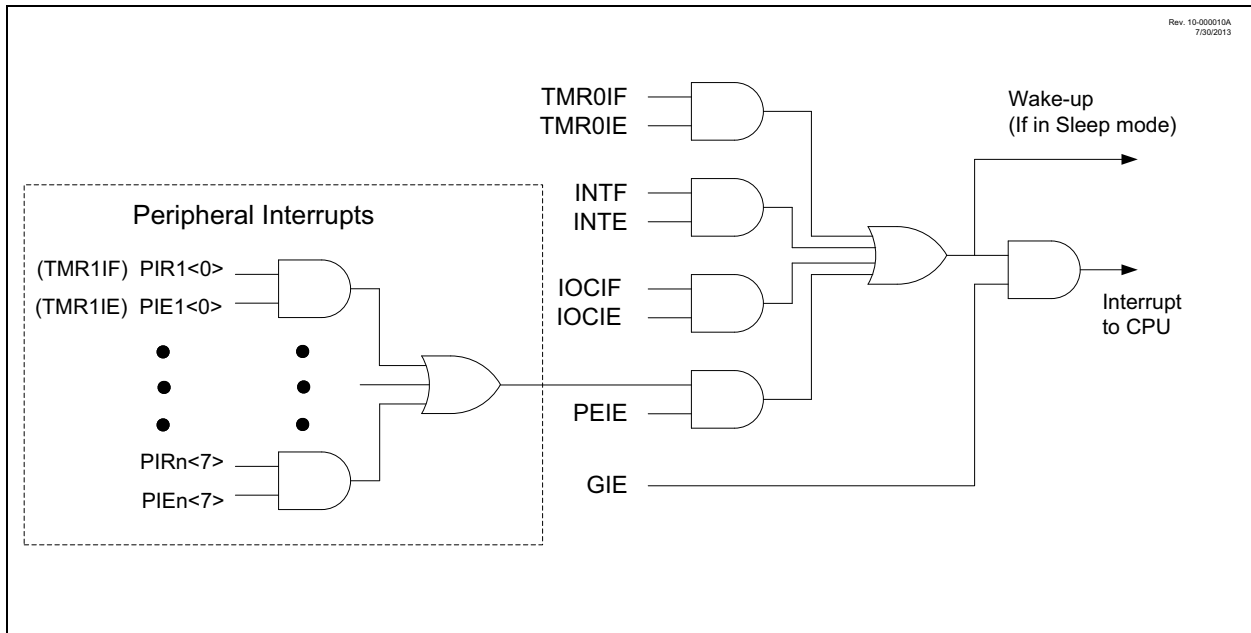 Rev. 10-000010A
7/30/2013
TMR0IF
TMR0IE
Wake-up
(If in Sleep mode)
INTF
INTE
Peripheral Interrupts
(TMR1IF) PIR1<0>
(TMR1IE) PIE1<0>
IOCIF
IOCIE
Interrupt
to CPU
PEIE
PIRn<7>
PIEn<7>
GIE